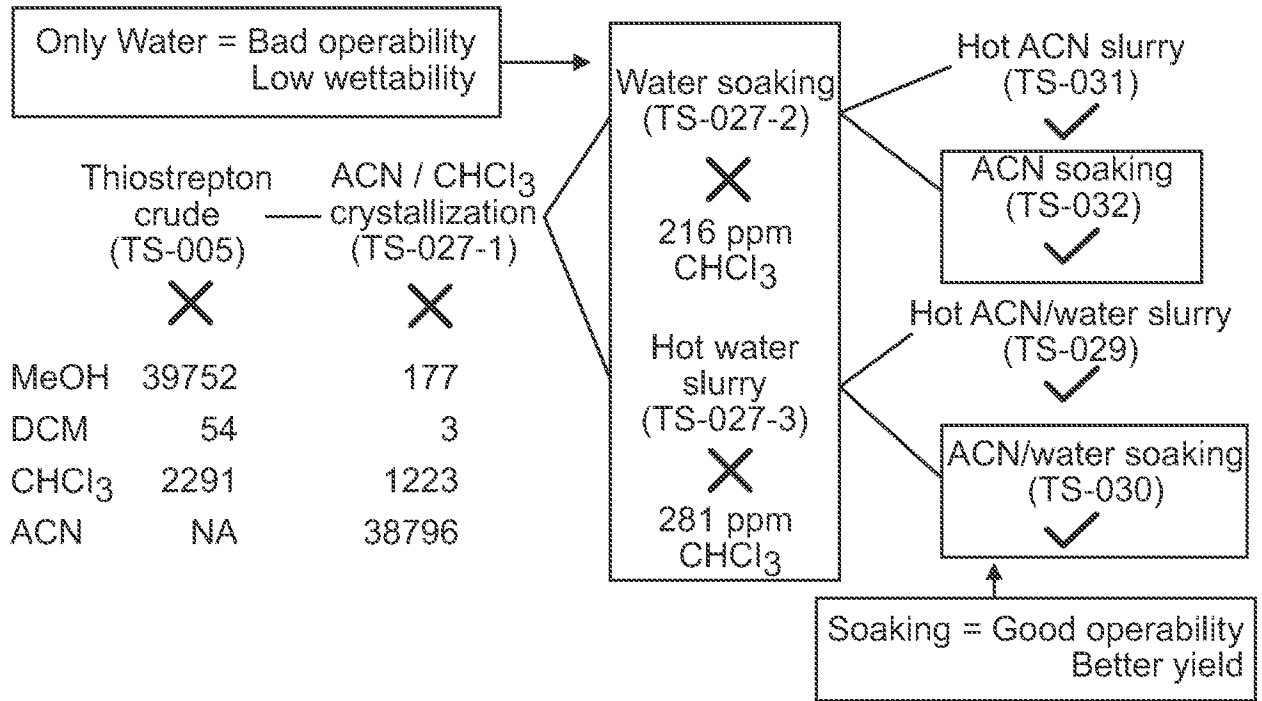 Only Water = Bad operability
Low wettability
Thiostrepton
crude
(TS-005)
ACN / CHCl3
crystallization
(TS-027-1)
MeOH 39752 177
DCM 54 3
CHCl3 2291 1223
ACN NA 38796
Water soaking
(TS-027-2)
216 ppm
CHCl3
Hot water
slurry
(TS-027-3)
281 ppm
CHCl3
Hot ACN slurry
(TS-031)
ACN soaking
(TS-032)
Hot ACN/water slurry
(TS-029)
ACN/water soaking
(TS-030)
Soaking = Good operability
Better yield